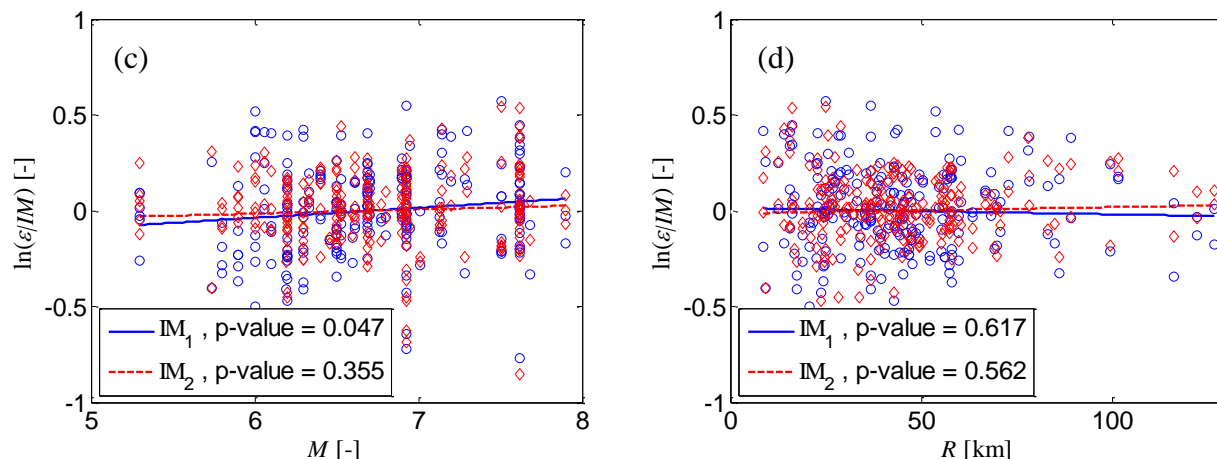 1
0.5
0
-0.5
-1
ln(ε/IM) [-]
(c)
IM1 , p-value = 0.047
IM2 , p-value = 0.355
5
6
7
8
M [-]
1
0.5
0
-0.5
-1
ln(ε/IM) [-]
(d)
IM1 , p-value = 0.617
IM2 , p-value = 0.562
0
50
100
R [km]